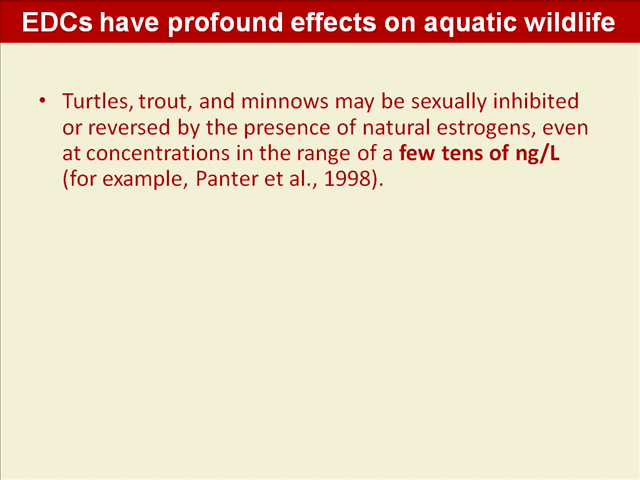 EDCs have profound effects on aquatic wildlife
• Turtles, trout, and minnows may be sexually inhibited
or reversed by the presence of natural estrogens, even
at concentrations in the range of a few tens of ng/L
(for example, Panter et al., 1998).